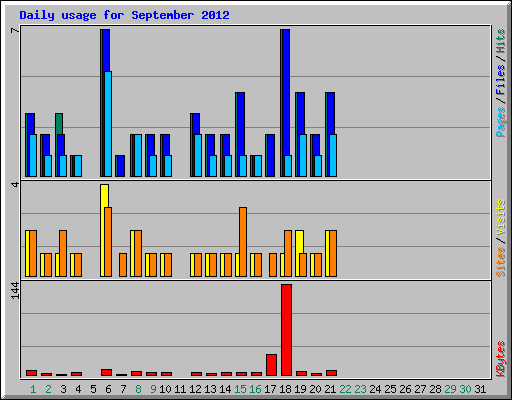 Daily usage for September 2012
7
Pages / Files / Hits
4
Sites / Visits
144
KBytes
1 2 3 4 5 6 7 8 9 10 11 12 13 14 15 16 17 18 19 20 21 22 23 24 25 26 27 28 29 30 31